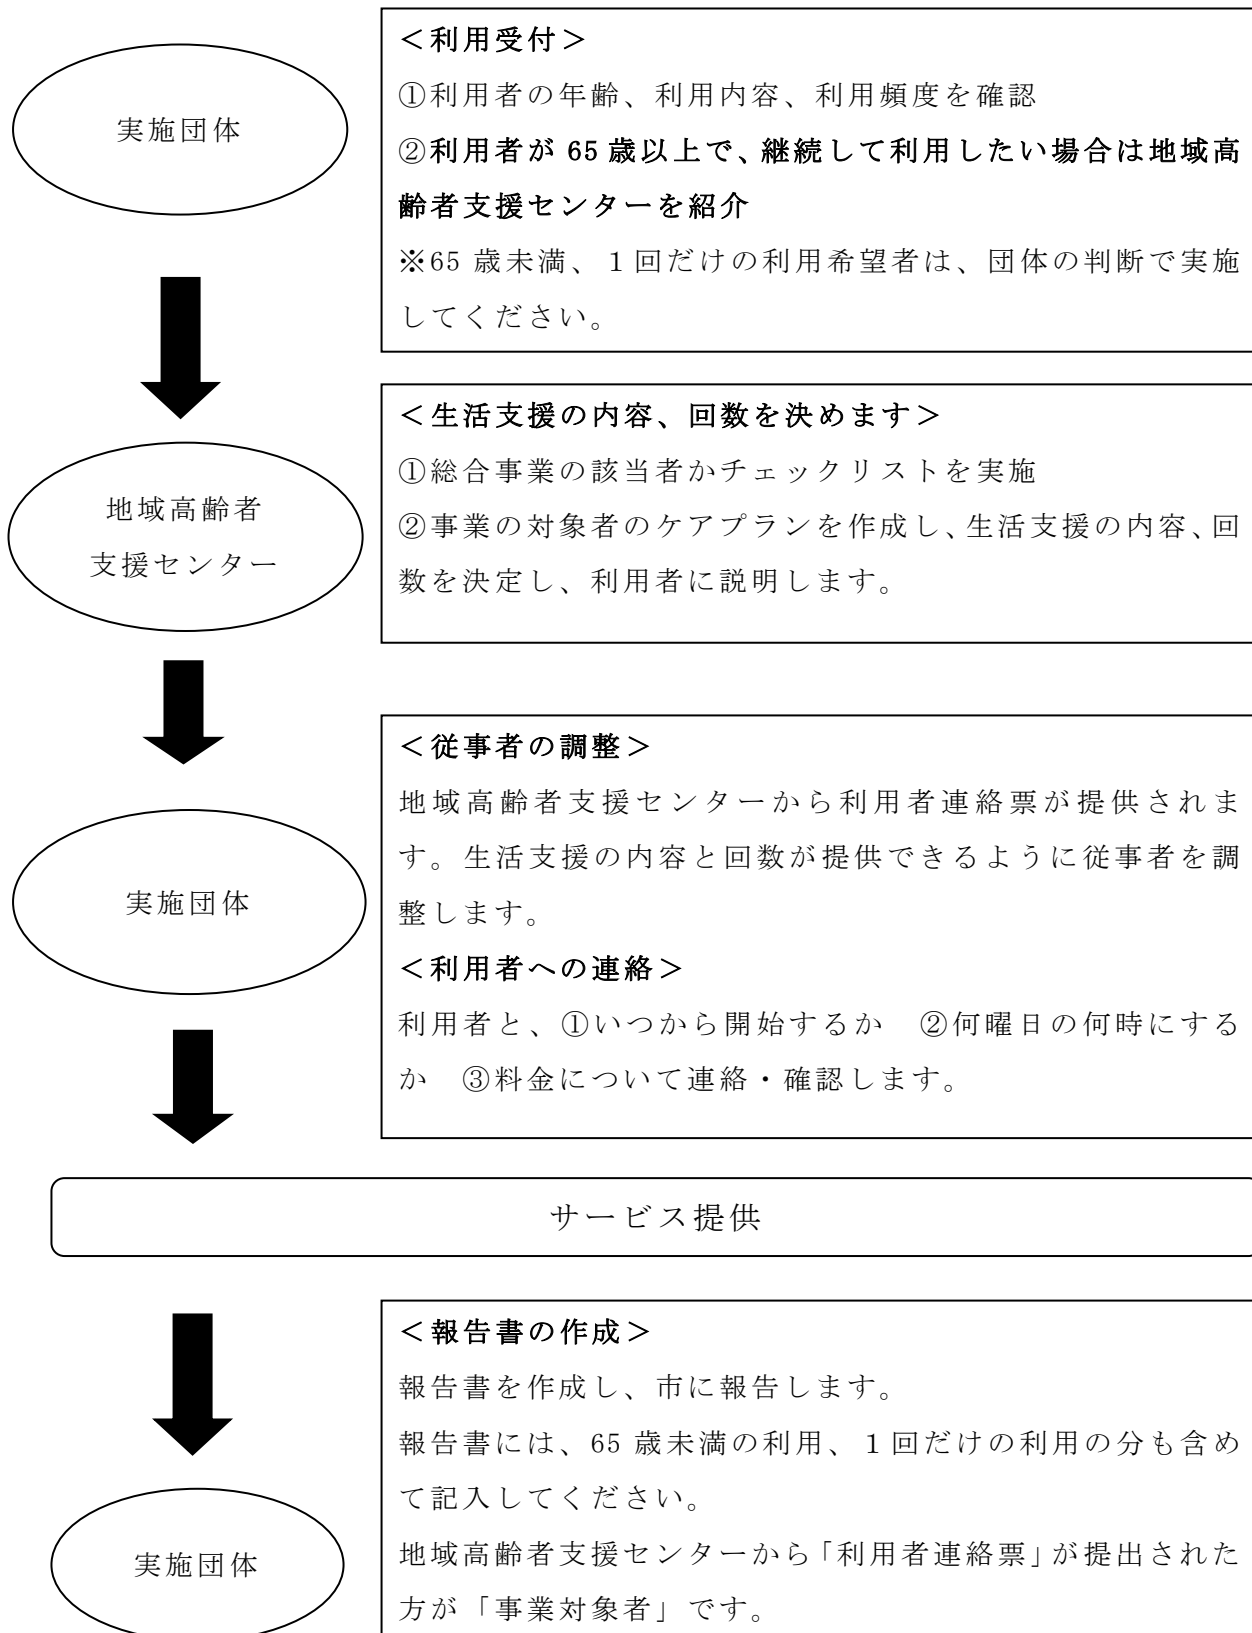 実施団体
＜利用受付＞
①利用者の年齢、利用内容、利用頻度を確認
②利用者が 65 歳以上で、継続して利用したい場合は地域高
齢者支援センターを紹介
※65 歳未満、１回だけの利用希望者は、団体の判断で実施
してください。
地域高齢者
支援センター
＜生活支援の内容、回数を決めます＞
①総合事業の該当者かチェックリストを実施
②事業の対象者のケアプランを作成し、生活支援の内容、回
数を決定し、利用者に説明します。
実施団体
＜従事者の調整＞
地域高齢者支援センターから利用者連絡票が提供されま
す。生活支援の内容と回数が提供できるように従事者を調
整します。
＜利用者への連絡＞
利用者と、①いつから開始するか　②何曜日の何時にする
か　③料金について連絡・確認します。
サービス提供
実施団体
＜報告書の作成＞
報告書を作成し、市に報告します。
報告書には、65 歳未満の利用、１回だけの利用の分も含め
て記入してください。
地域高齢者支援センターから「利用者連絡票」が提出された
方が「事業対象者」です。